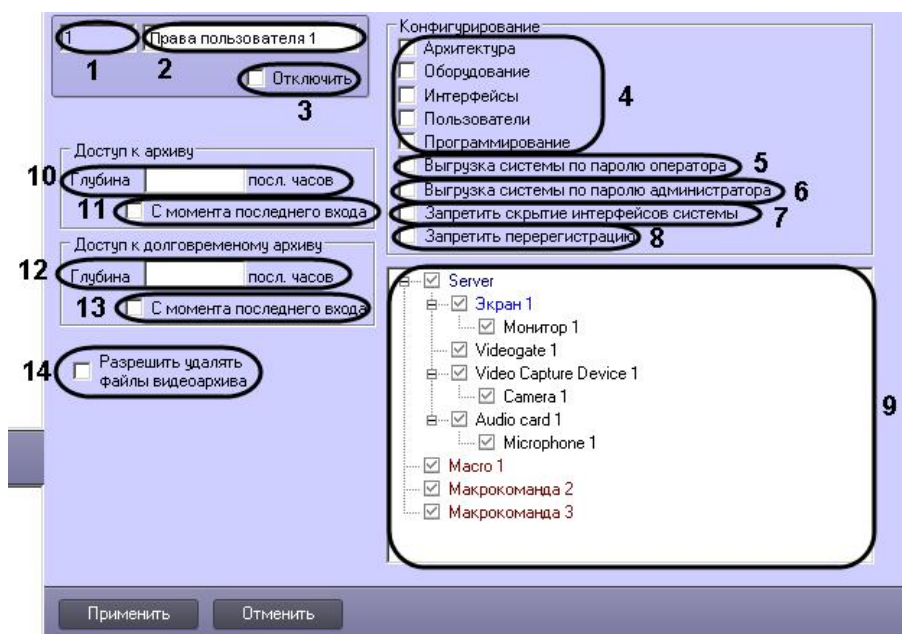 1
Права пользователя 1
1
2
Отключить
3
Конфигурирование
Архитектура
Оборудование
Интерфейсы
4
Пользователи
Программирование
Выгрузка системы по паролю оператора
5
Выгрузка системы по паролю администратора
6
Запретить скрытие интерфейсов системы
7
Запретить перерегистрацию
8
Доступ к архиву
10
Глубина
посл. часов
11
С момента последнего входа
Доступ к долговременому архиву
12
Глубина
посл. часов
13
С момента последнего входа
14
Разрешить удалять
файлы видеоархива
Server
Экран 1
Монитор 1
Videogate 1
Video Capture Device 1
Camera 1
9
Audio card 1
Microphone 1
Macro 1
Макрокоманда 2
Макрокоманда 3
Применить
Отменить